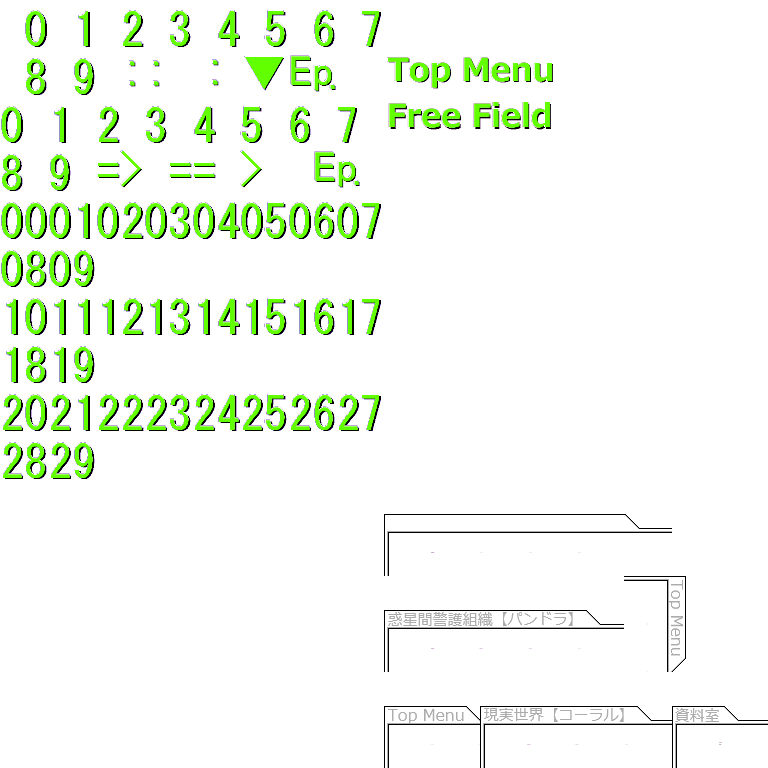 0 1 2 3 4 5 6 7
8 9 :: : ▼Ep.
Top Menu
0 1 2 3 4 5 6 7
Free Field
8 9 => == > Ep.
0001020304050607
0809
1011121314151617
1819
2021222324252627
2829
Top Menu
惑星間警護組織【パンドラ】
Top Menu
現実世界【コーラル】
資料室